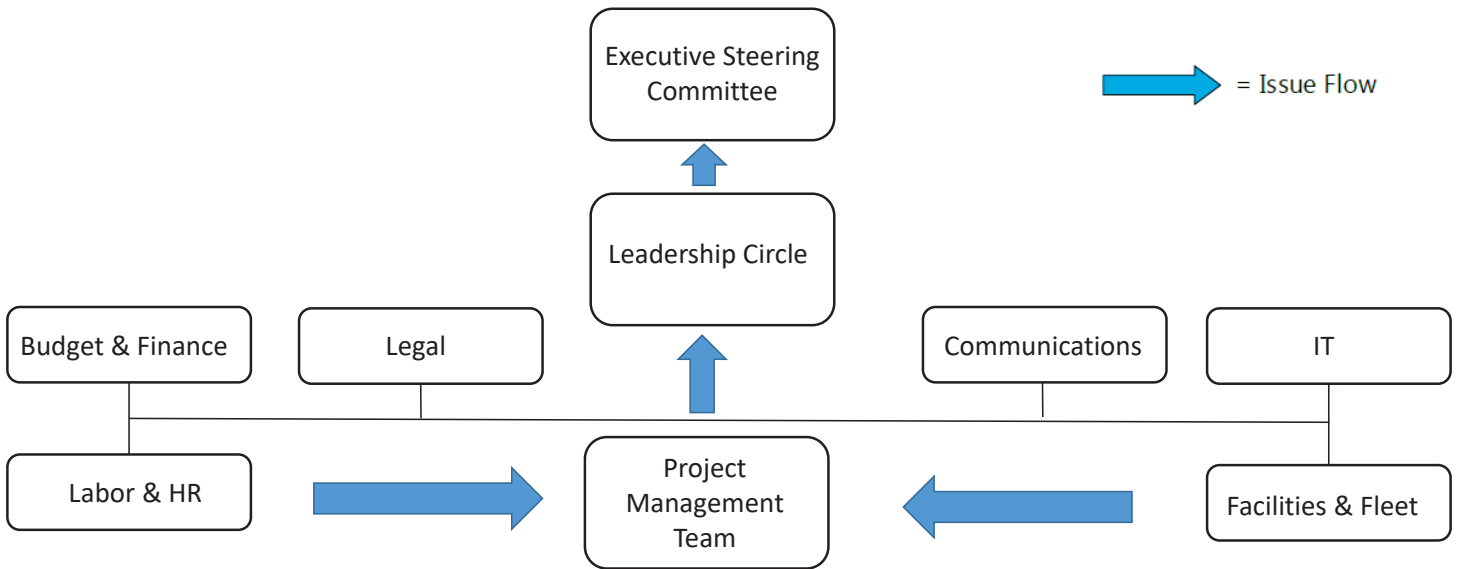 Executive Steering
Committee
= Issue Flow
Leadership Circle
Budget & Finance
Legal
Communications
IT
Labor & HR
Project
Management
Team
Facilities & Fleet